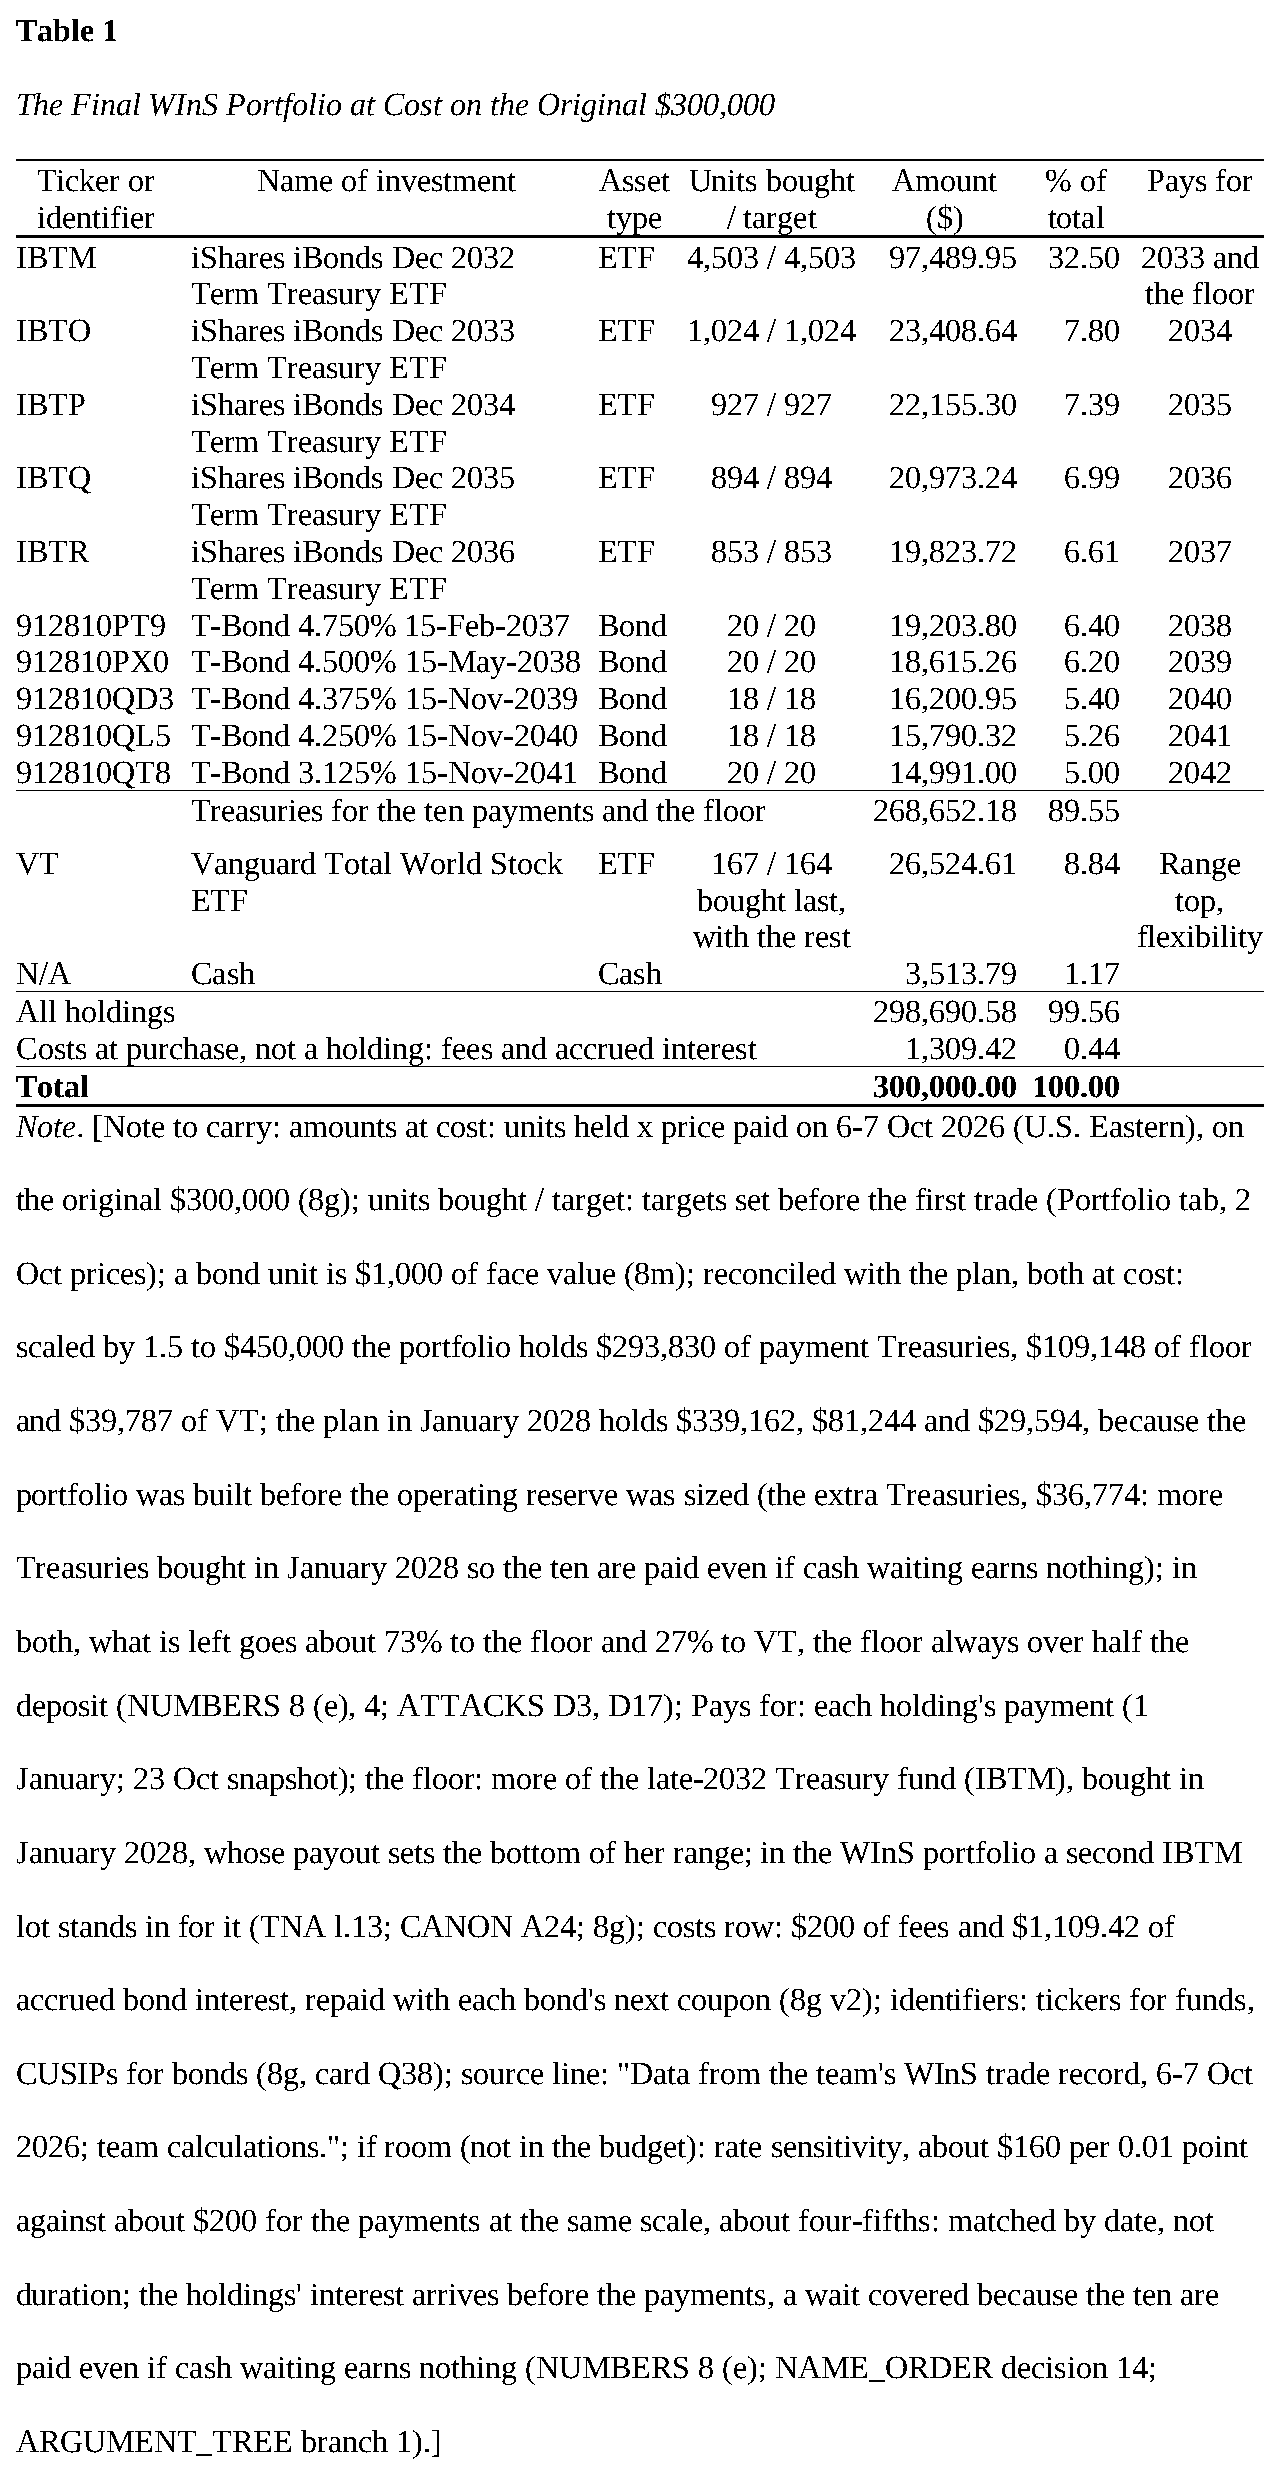 Table 1
The Final WInS Portfolio at Cost on the Original $300,000
Ticker or identifier Name of investment Asset type Units bought / target Amount ($) % of total Pays for
IBTM iShares iBonds Dec 2032 Term Treasury ETF ETF 4,503 / 4,503 97,489.95 32.50 2033 and the floor
IBTO iShares iBonds Dec 2033 Term Treasury ETF ETF 1,024 / 1,024 23,408.64 7.80 2034
IBTP iShares iBonds Dec 2034 Term Treasury ETF ETF 927 / 927 22,155.30 7.39 2035
IBTQ iShares iBonds Dec 2035 Term Treasury ETF ETF 894 / 894 20,973.24 6.99 2036
IBTR iShares iBonds Dec 2036 Term Treasury ETF ETF 853 / 853 19,823.72 6.61 2037
912810PT9 T-Bond 4.750% 15-Feb-2037 Bond 20 / 20 19,203.80 6.40 2038
912810PX0 T-Bond 4.500% 15-May-2038 Bond 20 / 20 18,615.26 6.20 2039
912810QD3 T-Bond 4.375% 15-Nov-2039 Bond 18 / 18 16,200.95 5.40 2040
912810QL5 T-Bond 4.250% 15-Nov-2040 Bond 18 / 18 15,790.32 5.26 2041
912810QT8 T-Bond 3.125% 15-Nov-2041 Bond 20 / 20 14,991.00 5.00 2042
Treasuries for the ten payments and the floor 268,652.18 89.55
VT Vanguard Total World Stock ETF ETF 167 / 164 bought last, with the rest 26,524.61 8.84 Range top, flexibility
N/A Cash Cash 3,513.79 1.17
All holdings 298,690.58 99.56
Costs at purchase, not a holding: fees and accrued interest 1,309.42 0.44
Total 300,000.00 100.00
Note. [Note to carry: amounts at cost: units held x price paid on 6-7 Oct 2026 (U.S. Eastern), on
the original $300,000 (8g); units bought / target: targets set before the first trade (Portfolio tab, 2
Oct prices); a bond unit is $1,000 of face value (8m); reconciled with the plan, both at cost:
scaled by 1.5 to $450,000 the portfolio holds $293,830 of payment Treasuries, $109,148 of floor
and $39,787 of VT; the plan in January 2028 holds $339,162, $81,244 and $29,594, because the
portfolio was built before the operating reserve was sized (the extra Treasuries, $36,774: more
Treasuries bought in January 2028 so the ten are paid even if cash waiting earns nothing); in
both, what is left goes about 73% to the floor and 27% to VT, the floor always over half the
deposit (NUMBERS 8 (e), 4; ATTACKS D3, D17); Pays for: each holding's payment (1
January; 23 Oct snapshot); the floor: more of the late-2032 Treasury fund (IBTM), bought in
January 2028, whose payout sets the bottom of her range; in the WInS portfolio a second IBTM
lot stands in for it (TNA l.13; CANON A24; 8g); costs row: $200 of fees and $1,109.42 of
accrued bond interest, repaid with each bond's next coupon (8g v2); identifiers: tickers for funds,
CUSIPs for bonds (8g, card Q38); source line: "Data from the team's WInS trade record, 6-7 Oct
2026; team calculations."; if room (not in the budget): rate sensitivity, about $160 per 0.01 point
against about $200 for the payments at the same scale, about four-fifths: matched by date, not
duration; the holdings' interest arrives before the payments, a wait covered because the ten are
paid even if cash waiting earns nothing (NUMBERS 8 (e); NAME_ORDER decision 14;
ARGUMENT_TREE branch 1).]